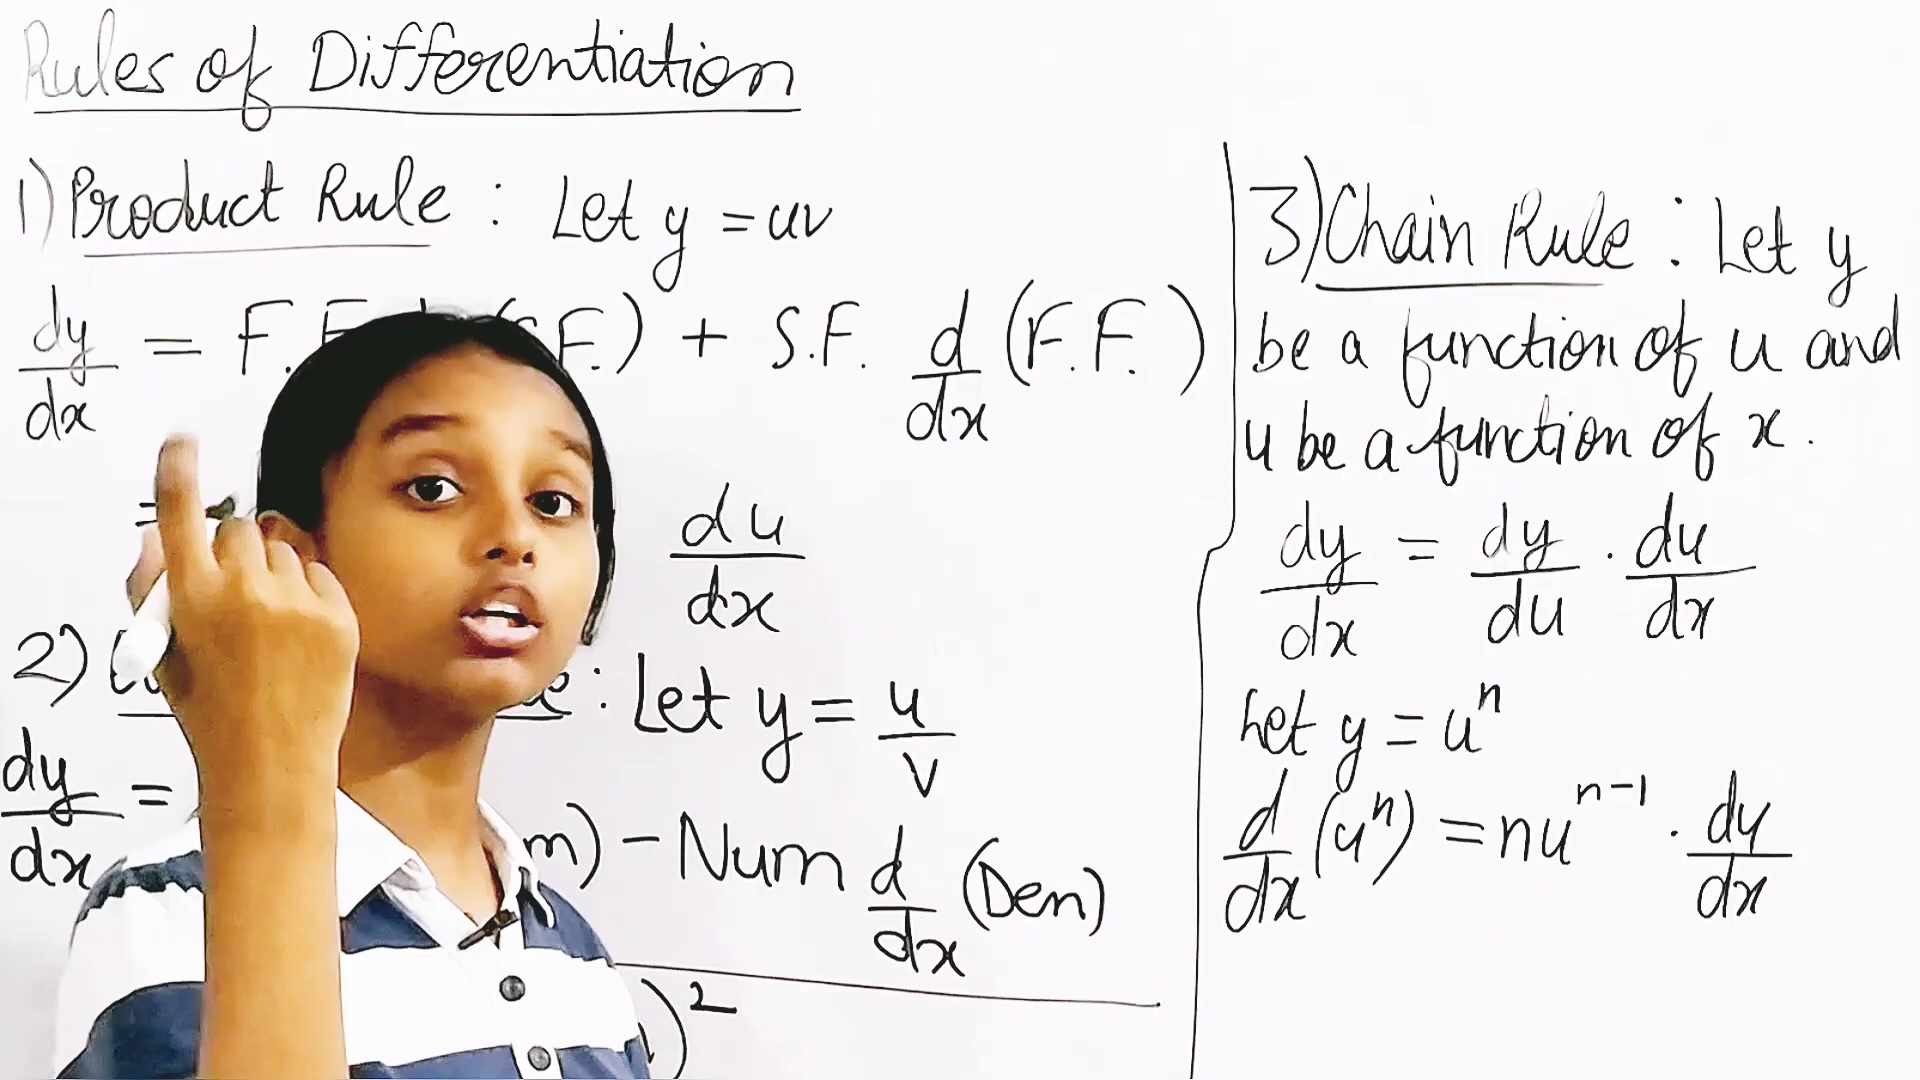 Rules of Differentiation
1) Product Rule : Let y = uv
dy/dx = F. F. (S.F.) + S.F. d/dx (F.F.)
= du/dx
2) : Let y = u/v
dy/dx = - Num d/dx (Den)
)²
3) Chain Rule : Let y
be a function of u and
u be a function of x .
dy/dx = dy/du . du/dx
Let y = uⁿ
d/dx (uⁿ) = nuⁿ⁻¹ . du/dx